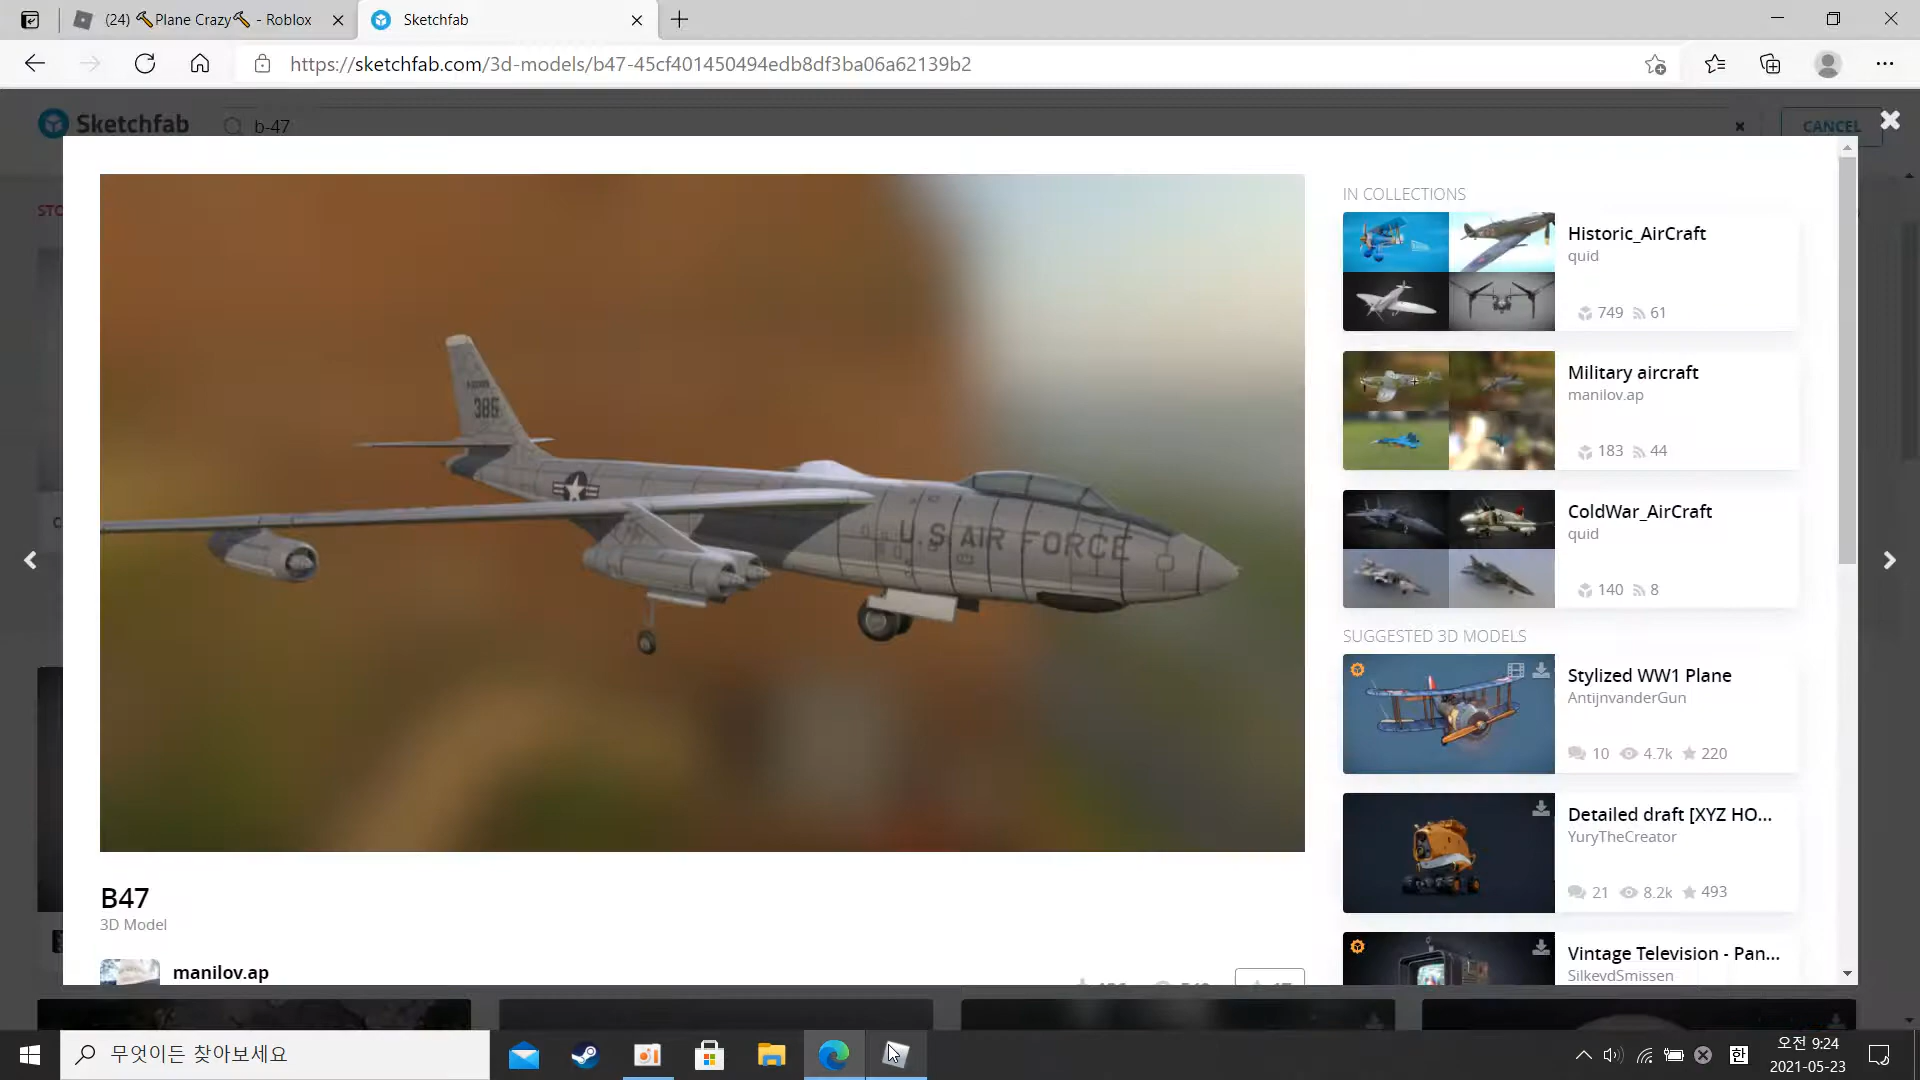 (24) 🔨Plane Crazy🔨 - Roblox
Sketchfab
https://sketchfab.com/3d-models/b47-45cf401450494edb8df3ba06a62139b2
Sketchfab
b-47
CANCEL
STO
IN COLLECTIONS
Historic_AirCraft
quid
749 61
Military aircraft
manilov.ap
183 44
ColdWar_AirCraft
quid
140 8
SUGGESTED 3D MODELS
Stylized WW1 Plane
AntijnvanderGun
10 4.7k 220
Detailed draft [XYZ HO...
YuryTheCreator
21 8.2k 493
Vintage Television - Pan...
SilkevdSmissen
385
U.S AIR FORCE
B47
3D Model
manilov.ap
무엇이든 찾아보세요
한
오전 9:24
2021-05-23